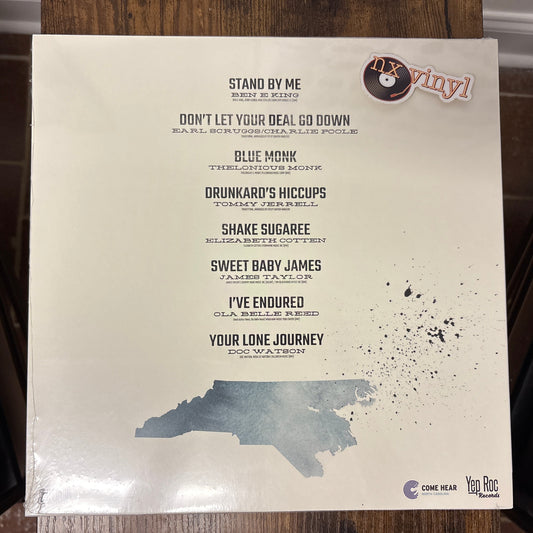 nx vinyl
STAND BY ME
BEN E KING
DON'T LET YOUR DEAL GO DOWN
EARL SCRUGGS/CHARLIE POOLE
BLUE MONK
THELONIOUS MONK
DRUNKARD'S HICCUPS
TOMMY JERRELL
SHAKE SUGAREE
ELIZABETH COTTEN
SWEET BABY JAMES
JAMES TAYLOR
I'VE ENDURED
OLA BELLE REED
YOUR LONE JOURNEY
DOC WATSON
COME HEAR
NORTH CAROLINA
Yep Roc
Records